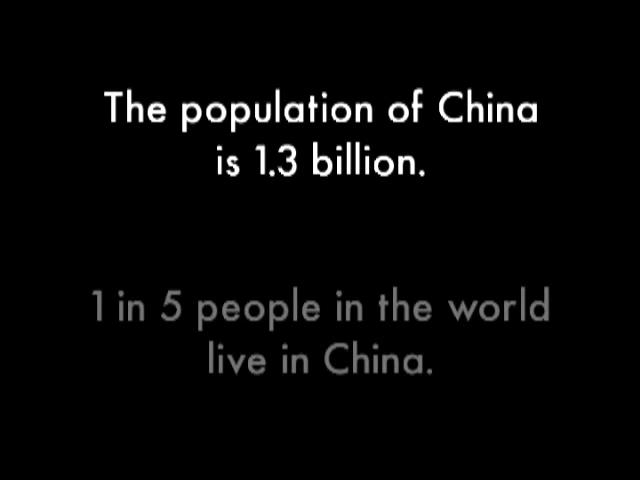 The population of China
is 1.3 billion.
1 in 5 people in the world
live in China.